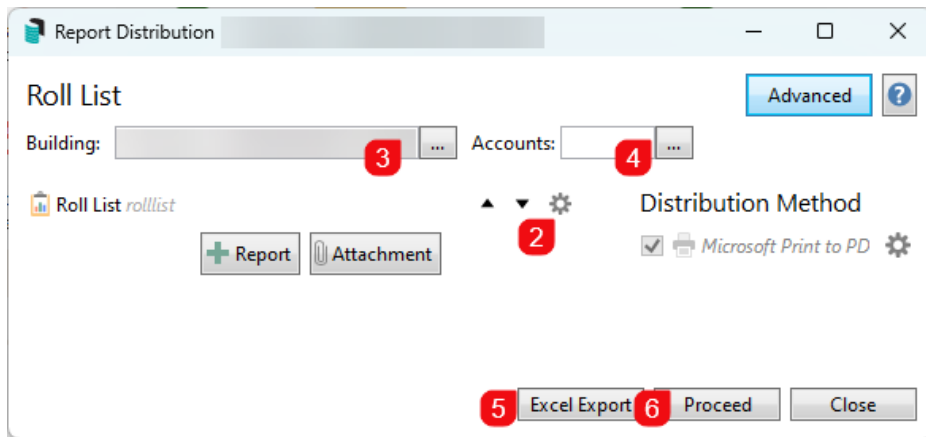 Report Distribution
Roll List
Advanced
?
Building:
3
...
Accounts:
4
...
Roll List rolllist
2
Distribution Method
Report
Attachment
Microsoft Print to PD
5
Excel Export
6
Proceed
Close